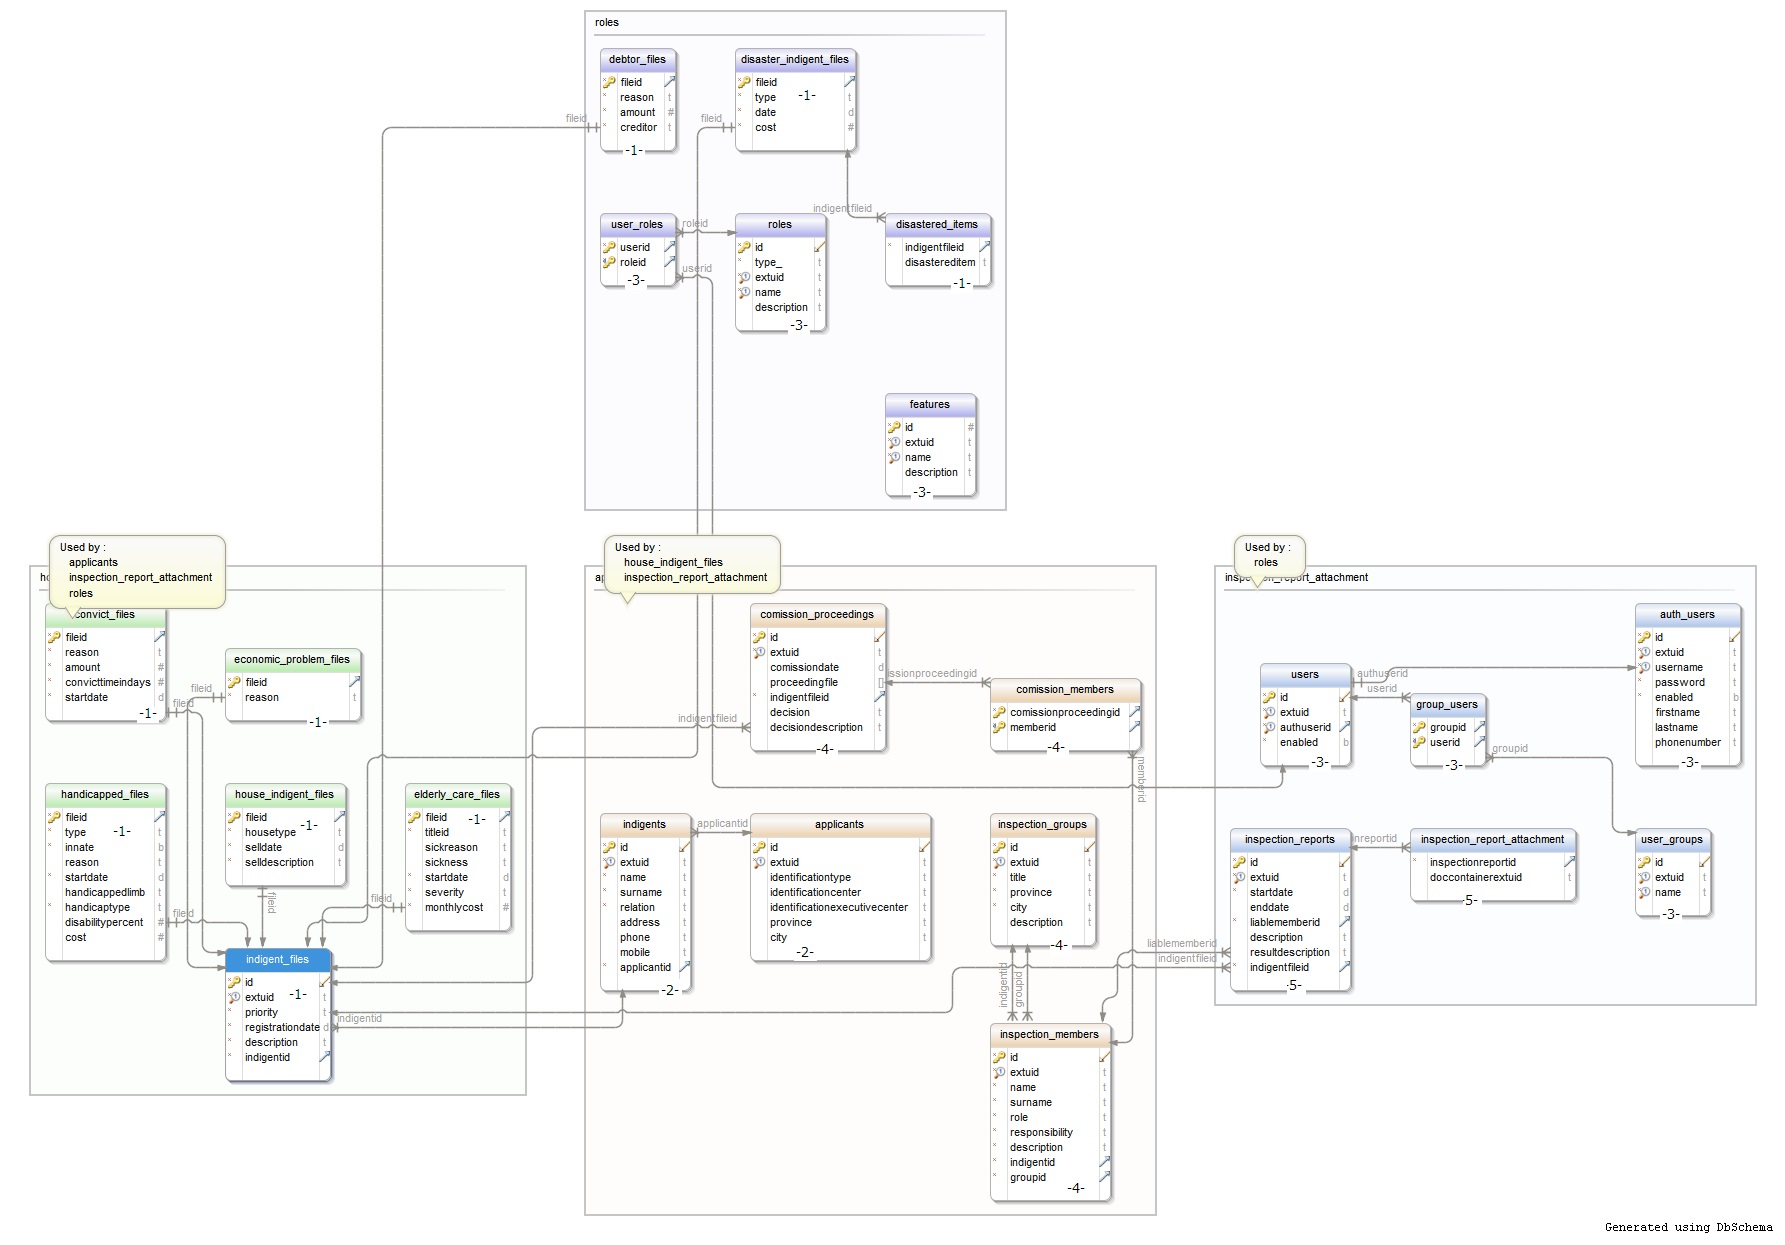 roles
debtor_files
fileid
reason t
amount #
creditor t
-1-
fileid
disaster_indigent_files
fileid
type -1- t
date d
cost #
fileid
user_roles
userid
roleid
-3-
roleid
userid
roles
id
type_ t
extuid t
name t
description t
-3-
indigentfileid
disastered_items
indigentfileid
disastereditem t
-1-
features
id #
extuid t
name t
description t
-3-
Used by :
applicants
inspection_report_attachment
roles
convict_files
fileid
reason t
amount #
convicttimeindays #
startdate d
-1-
fileid
fileid
economic_problem_files
fileid
reason t
-1-
handicapped_files
fileid
type -1- t
innate b
reason t
startdate d
handicappedlimb t
handicaptype t
disabilitypercent #
cost #
fileid
house_indigent_files
fileid
housetype -1- t
selldate d
selldescription t
fileid
elderly_care_files
fileid -1-
titleid t
sickreason t
sickness t
startdate d
severity t
monthlycost #
fileid
indigent_files
id
extuid -1- t
priority t
registrationdate d
description t
indigentid
indigentid
Used by :
house_indigent_files
inspection_report_attachment
comission_proceedings
id
extuid t
comissiondate d
proceedingfile []
indigentfileid
decision t
decisiondescription t
-4-
indigentfileid
issionproceedingid
comission_members
comissionproceedingid
memberid
-4-
memberid
indigents
id
extuid t
name t
surname t
relation t
address t
phone t
mobile t
applicantid
-2-
applicantid
applicants
id
extuid t
identificationtype t
identificationcenter t
identificationexecutivecenter t
province t
city t
-2-
inspection_groups
id
extuid t
title t
province t
city t
description t
-4-
indigentid
groupid
inspection_members
id
extuid t
name t
surname t
role t
responsibility t
description t
indigentid
groupid
-4-
Used by :
roles
inspection_report_attachment
users
id
extuid t
authuserid
enabled b
-3-
authuserid
userid
group_users
groupid
userid
-3-
groupid
auth_users
id
extuid t
username t
password t
enabled b
firstname t
lastname t
phonenumber t
-3-
inspection_reports
id
extuid t
startdate d
enddate d
liablememberid
description t
resultdescription t
indigentfileid
-5-
liablememberid
indigentfileid
inreportid
inspection_report_attachment
inspectionreportid
doccontainerextuid t
-5-
user_groups
id
extuid t
name t
-3-
Generated using DbSchema